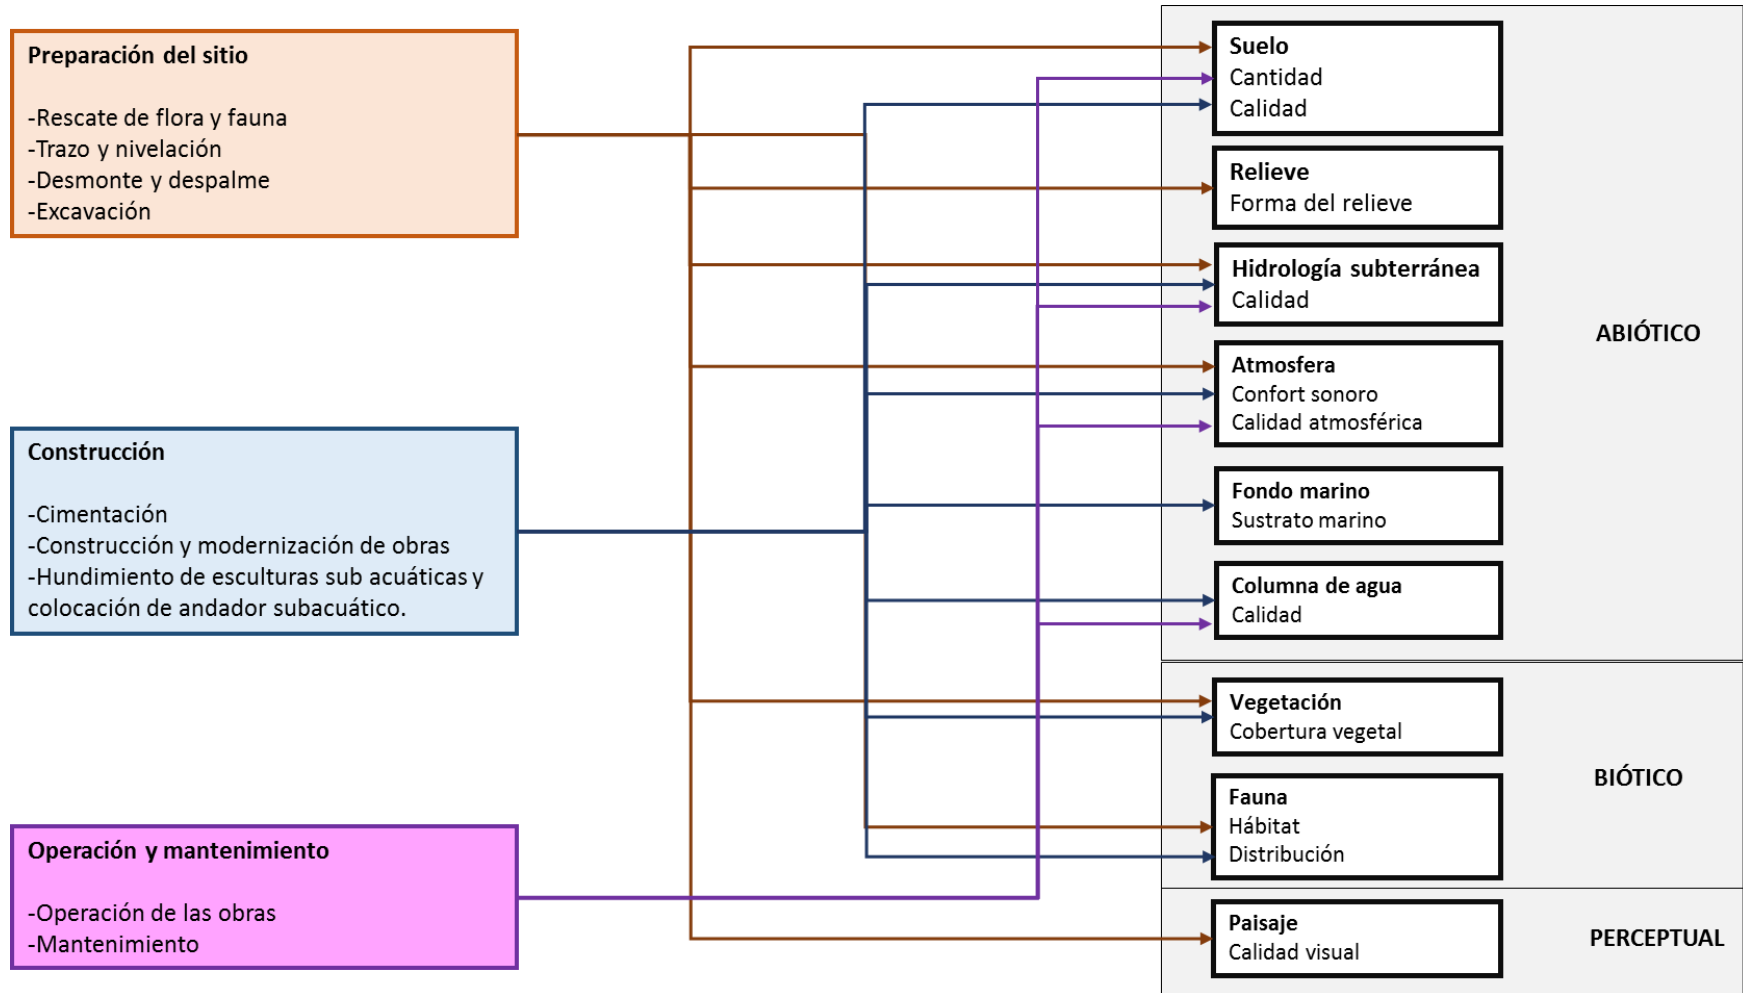 Preparación del sitio
-Rescate de flora y fauna
-Trazo y nivelación
-Desmonte y despalme
-Excavación
Construcción
-Cimentación
-Construcción y modernización de obras
-Hundimiento de esculturas sub acuáticas y
colocación de andador subacuático.
Operación y mantenimiento
-Operación de las obras
-Mantenimiento
Suelo
Cantidad
Calidad
Relieve
Forma del relieve
Hidrología subterránea
Calidad
Atmosfera
Confort sonoro
Calidad atmosférica
Fondo marino
Sustrato marino
Columna de agua
Calidad
ABIÓTICO
Vegetación
Cobertura vegetal
Fauna
Hábitat
Distribución
BIÓTICO
Paisaje
Calidad visual
PERCEPTUAL